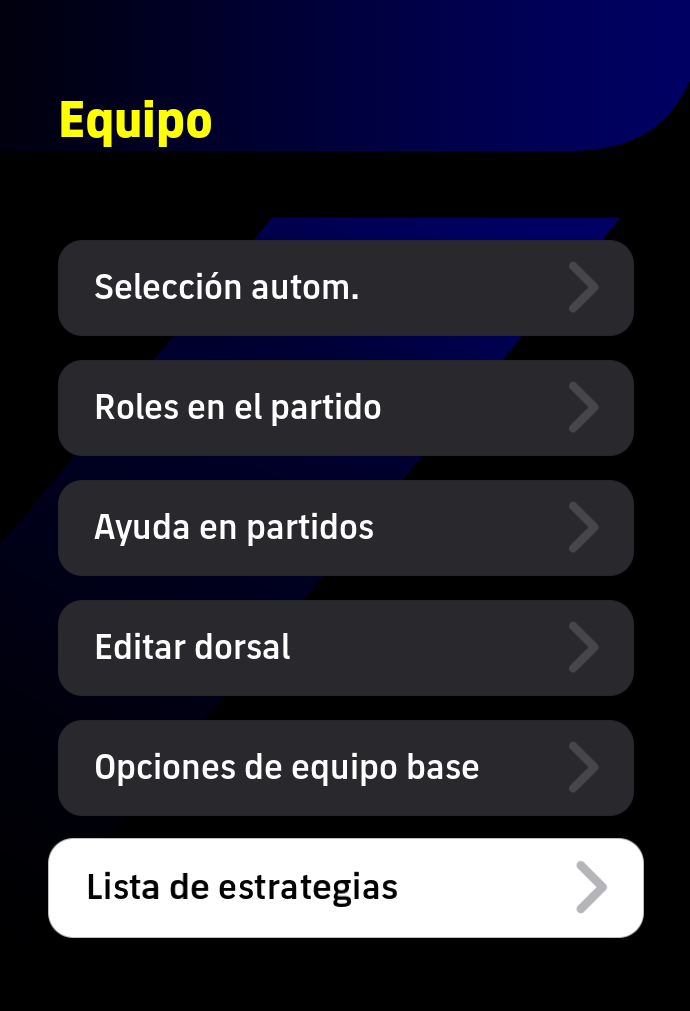 Equipo
Selección autom.
Roles en el partido
Ayuda en partidos
Editar dorsal
Opciones de equipo base
Lista de estrategias